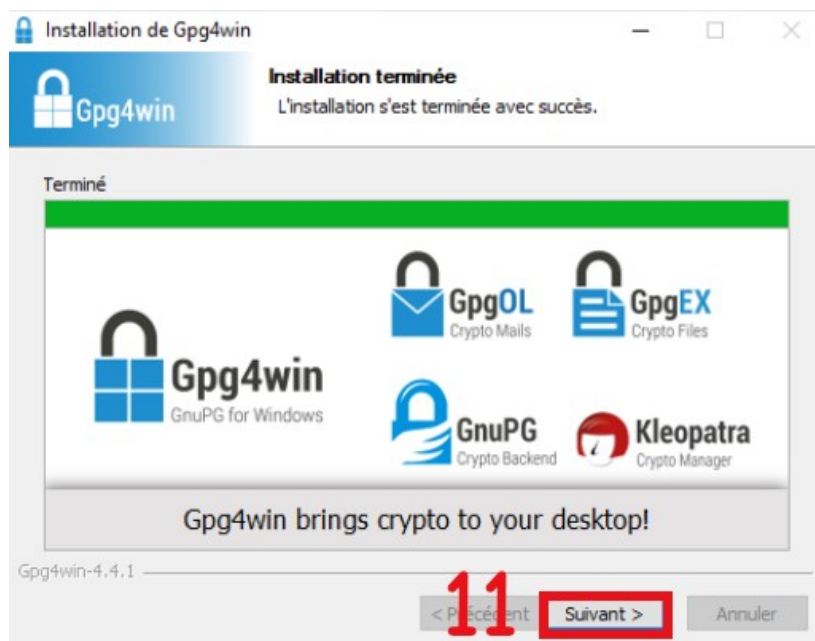 Installation de Gpg4win
Installation terminée
L'installation s'est terminée avec succès.
Gpg4win
Terminé
GpgOL
Crypto Mails
GpgEX
Crypto Files
Gpg4win
GnuPG for Windows
GnuPG
Crypto Backend
Kleopatra
Crypto Manager
Gpg4win brings crypto to your desktop!
Gpg4win-4.4.1
11
< Précédent
Suivant >
Annuler